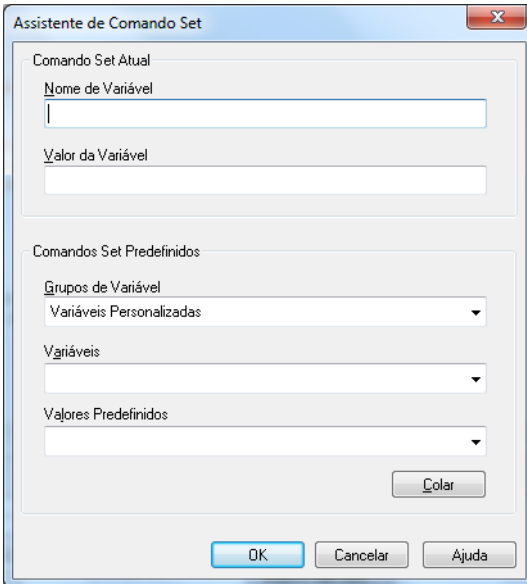 Assistente de Comando Set
Comando Set Atual
Nome de Variável
Valor da Variável
Comandos Set Predefinidos
Grupos de Variável
Variáveis Personalizadas
Variáveis
Valores Predefinidos
Colar
OK Cancelar Ajuda